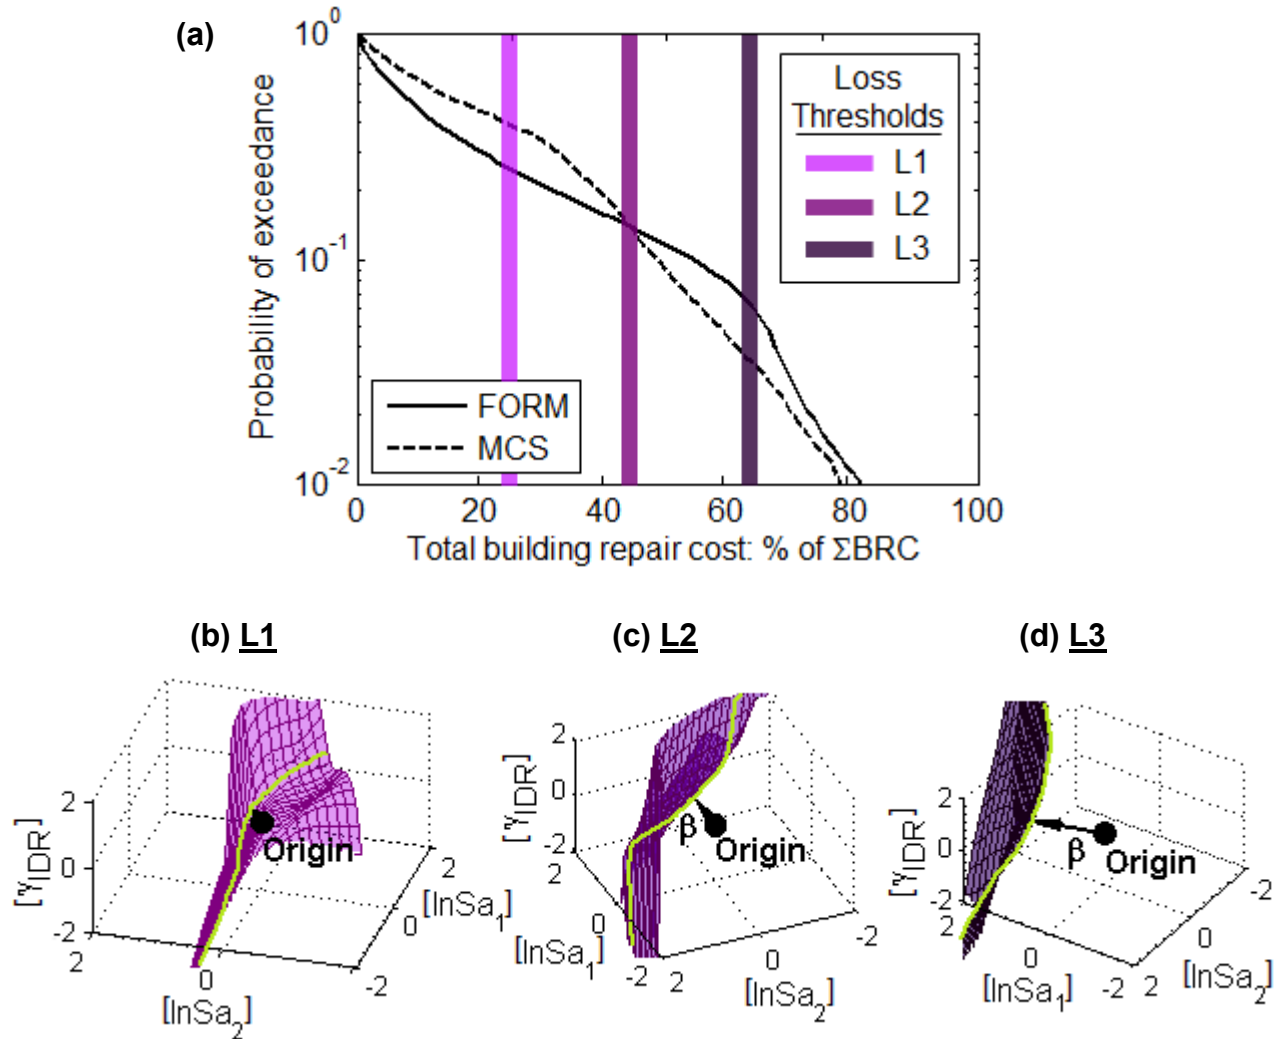 (a)
10^0
10^-1
10^-2
Probability of exceedance
Loss
Thresholds
L1
L2
L3
FORM
MCS
0 20 40 60 80 100
Total building repair cost: % of ΣBRC
(b) L1
2
0
-2
[γIDR]
Origin
2
0
-2
[lnSa1]
2
0
[lnSa2]
(c) L2
2
0
-2
[γIDR]
β
Origin
2
0
-2
[lnSa1]
2
0
-2
[lnSa2]
(d) L3
2
0
-2
[γIDR]
β
Origin
2
0
-2
[lnSa1]
2
0
-2
[lnSa2]